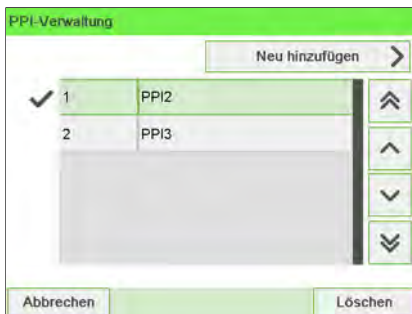 PPI-Verwaltung
Neu hinzufügen
1 PPI2
2 PPI3
Abbrechen Löschen